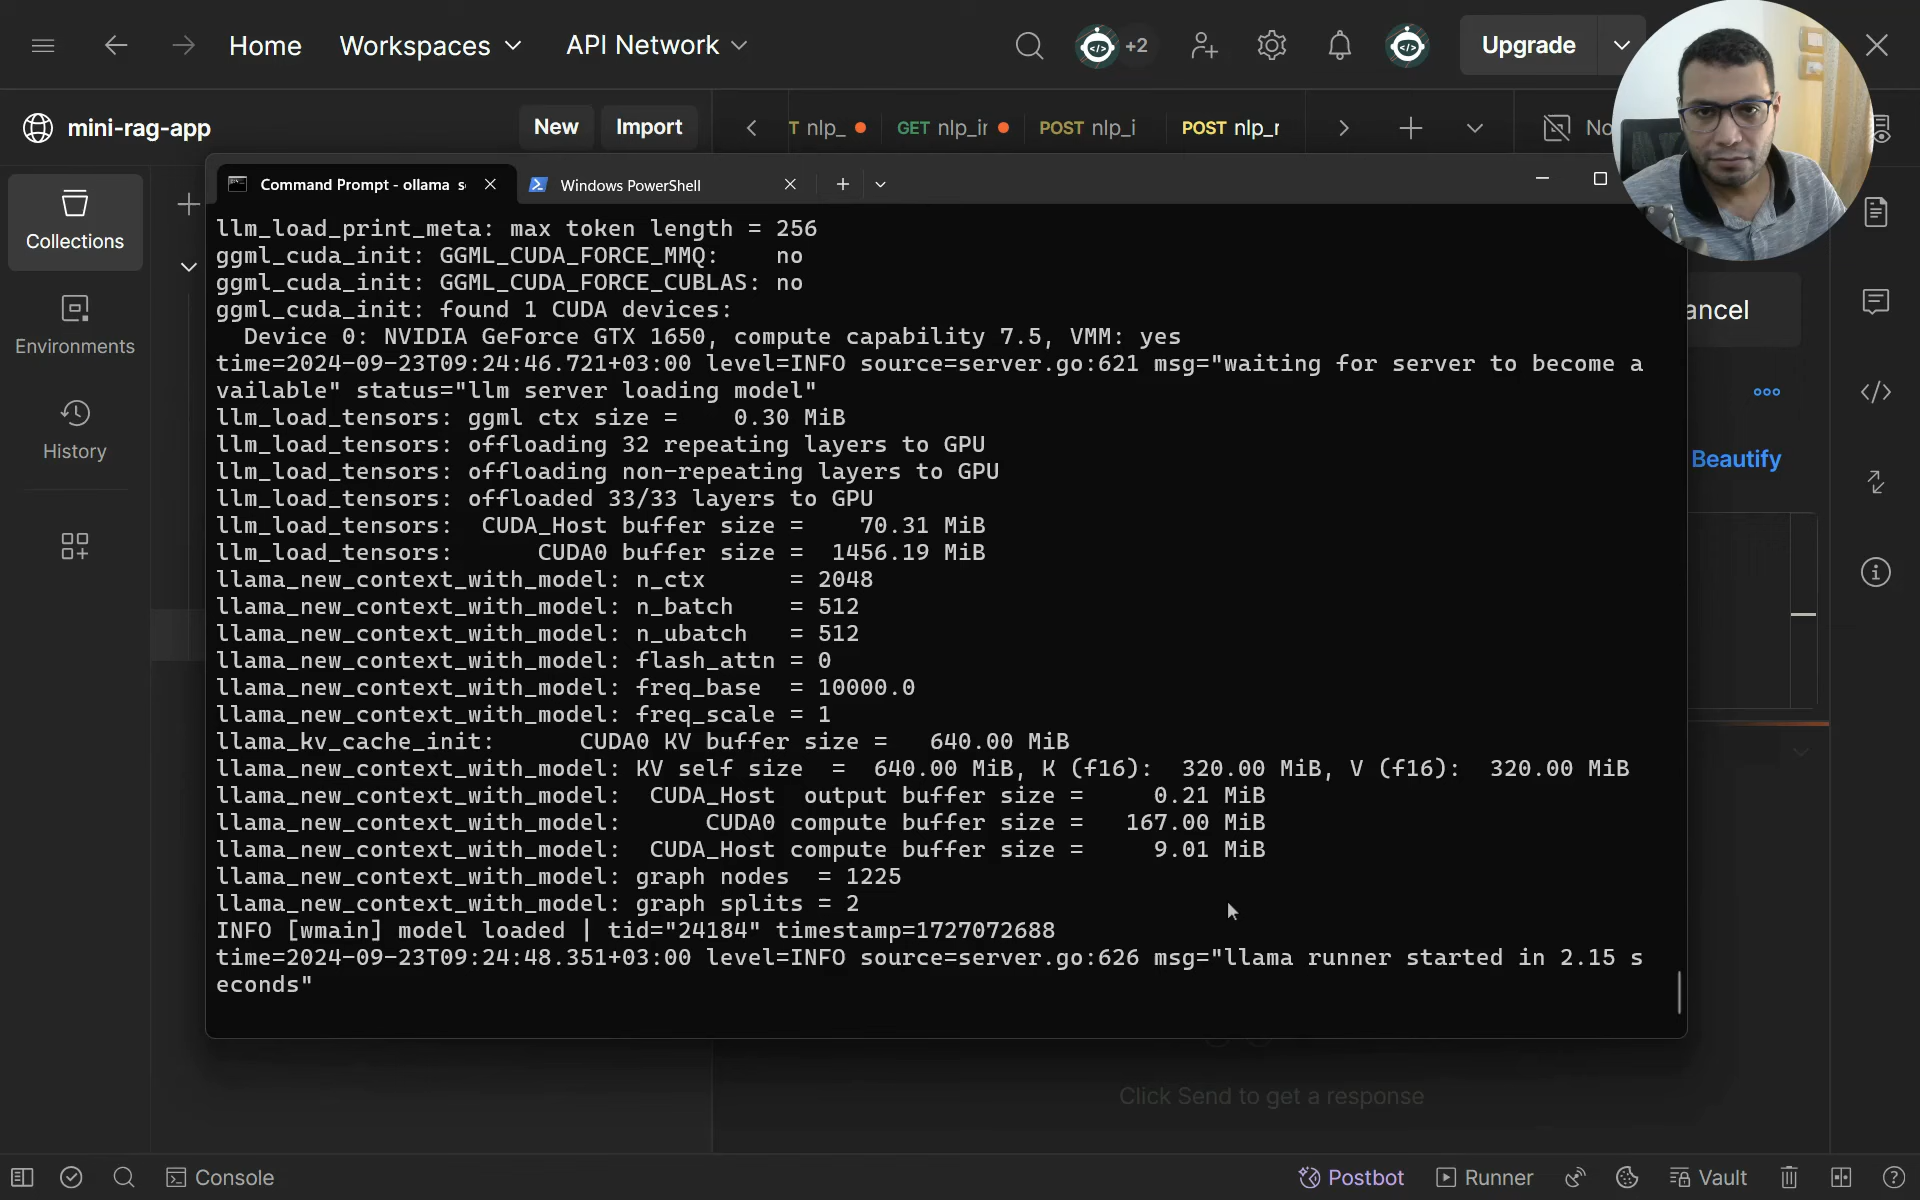 Home Workspaces API Network +2 Upgrade
mini-rag-app New Import T nlp_ GET nlp_ir POST nlp_i POST nlp_r No
Command Prompt - ollama s Windows PowerShell
Collections
Environments
History
ancel
Beautify
llm_load_print_meta: max token length = 256
ggml_cuda_init: GGML_CUDA_FORCE_MMQ:    no
ggml_cuda_init: GGML_CUDA_FORCE_CUBLAS: no
ggml_cuda_init: found 1 CUDA devices:
  Device 0: NVIDIA GeForce GTX 1650, compute capability 7.5, VMM: yes
time=2024-09-23T09:24:46.721+03:00 level=INFO source=server.go:621 msg="waiting for server to become a
vailable" status="llm server loading model"
llm_load_tensors: ggml ctx size =    0.30 MiB
llm_load_tensors: offloading 32 repeating layers to GPU
llm_load_tensors: offloading non-repeating layers to GPU
llm_load_tensors: offloaded 33/33 layers to GPU
llm_load_tensors:  CUDA_Host buffer size =    70.31 MiB
llm_load_tensors:      CUDA0 buffer size =  1456.19 MiB
llama_new_context_with_model: n_ctx      = 2048
llama_new_context_with_model: n_batch    = 512
llama_new_context_with_model: n_ubatch   = 512
llama_new_context_with_model: flash_attn = 0
llama_new_context_with_model: freq_base  = 10000.0
llama_new_context_with_model: freq_scale = 1
llama_kv_cache_init:      CUDA0 KV buffer size =   640.00 MiB
llama_new_context_with_model: KV self size  =  640.00 MiB, K (f16):  320.00 MiB, V (f16):  320.00 MiB
llama_new_context_with_model:  CUDA_Host  output buffer size =     0.21 MiB
llama_new_context_with_model:      CUDA0 compute buffer size =   167.00 MiB
llama_new_context_with_model:  CUDA_Host compute buffer size =     9.01 MiB
llama_new_context_with_model: graph nodes  = 1225
llama_new_context_with_model: graph splits = 2
INFO [wmain] model loaded | tid="24184" timestamp=1727072688
time=2024-09-23T09:24:48.351+03:00 level=INFO source=server.go:626 msg="llama runner started in 2.15 s
econds"
Click Send to get a response
Console Postbot Runner Vault